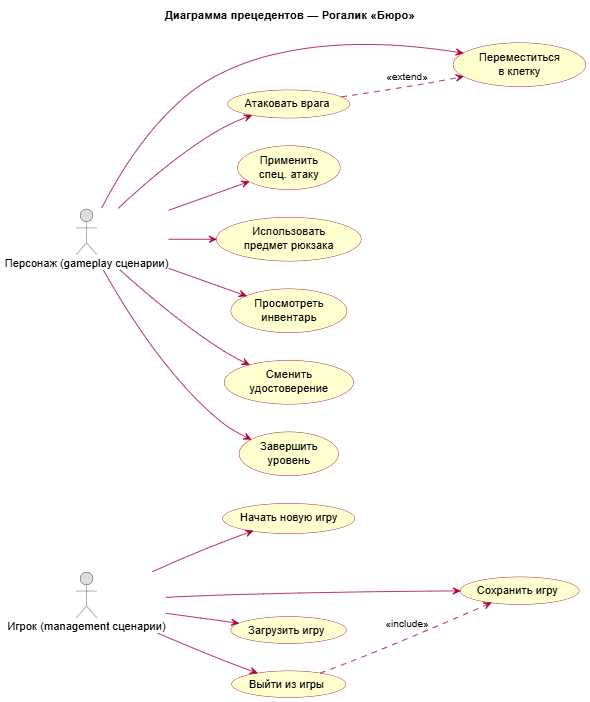 Диаграмма прецедентов — Рогалик «Бюро»
Переместиться
в клетку
«extend»
Атаковать врага
Применить
спец. атаку
Использовать
предмет рюкзака
Персонаж (gameplay сценарии)
Просмотреть
инвентарь
Сменить
удостоверение
Завершить
уровень
Начать новую игру
Сохранить игру
Игрок (management сценарии)
«include»
Загрузить игру
Выйти из игры